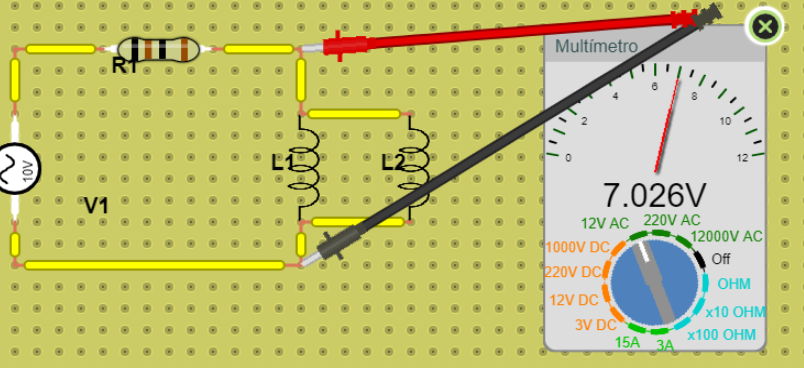 R1
L1
L2
10V
V1
Multímetro
0
2
4
6
8
10
12
7.026V
12V AC
220V AC
12000V AC
1000V DC
Off
220V DC
OHM
12V DC
x10 OHM
3V DC
x100 OHM
15A
3A